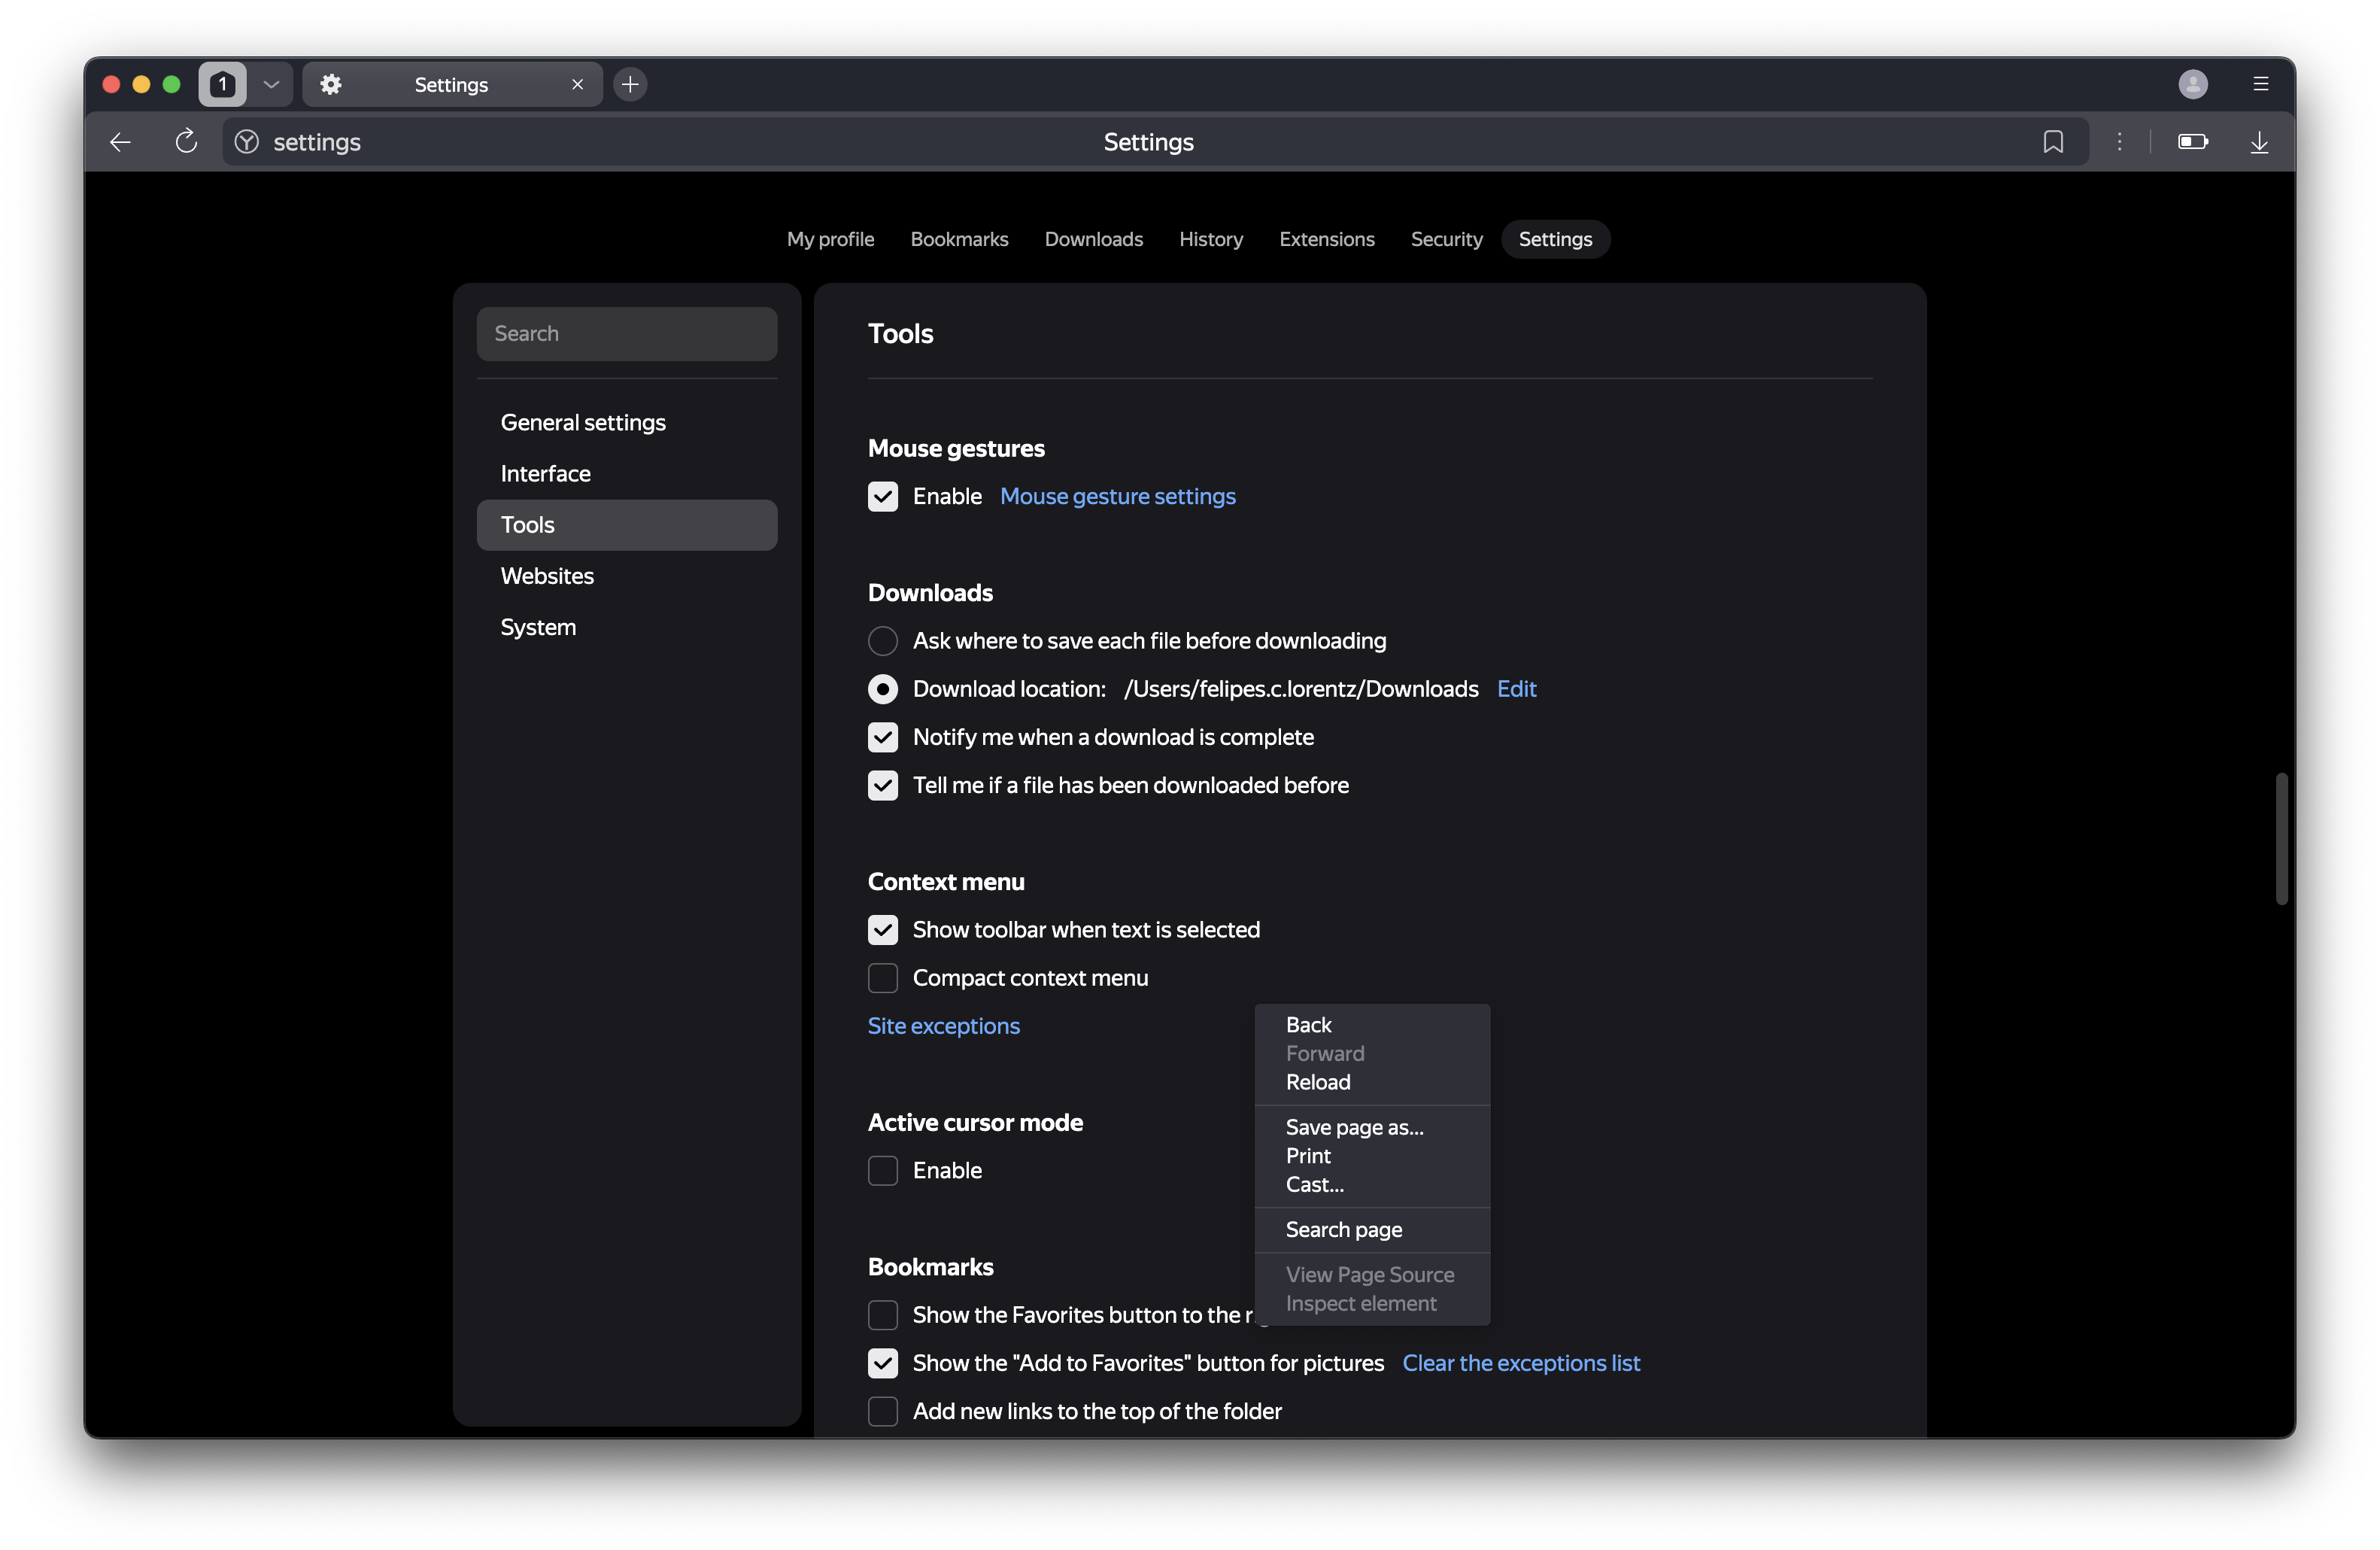 1
Settings
settings
Settings
My profile Bookmarks Downloads History Extensions Security Settings
Search
General settings
Interface
Tools
Websites
System
Tools
Mouse gestures
Enable Mouse gesture settings
Downloads
Ask where to save each file before downloading
Download location: /Users/felipes.c.lorentz/Downloads Edit
Notify me when a download is complete
Tell me if a file has been downloaded before
Context menu
Show toolbar when text is selected
Compact context menu
Site exceptions
Active cursor mode
Enable
Bookmarks
Show the Favorites button to the
Show the "Add to Favorites" button for pictures Clear the exceptions list
Add new links to the top of the folder
Back
Forward
Reload
Save page as...
Print
Cast...
Search page
View Page Source
Inspect element